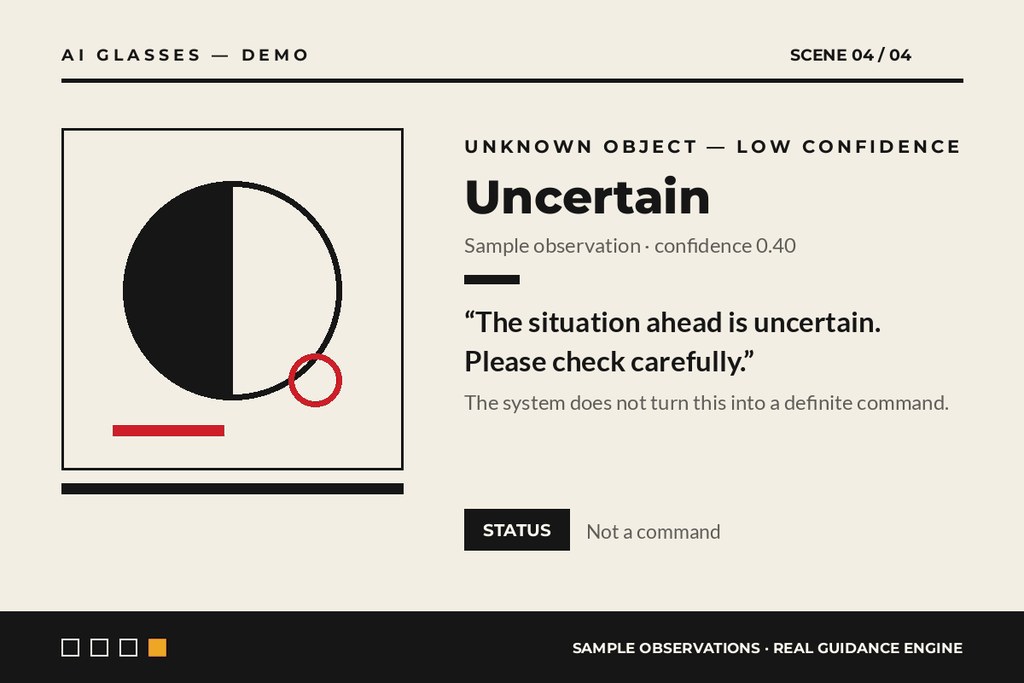 AI GLASSES — DEMO
SCENE 04 / 04
UNKNOWN OBJECT — LOW CONFIDENCE
Uncertain
Sample observation · confidence 0.40
“The situation ahead is uncertain.
Please check carefully.”
The system does not turn this into a definite command.
STATUS
Not a command
SAMPLE OBSERVATIONS · REAL GUIDANCE ENGINE